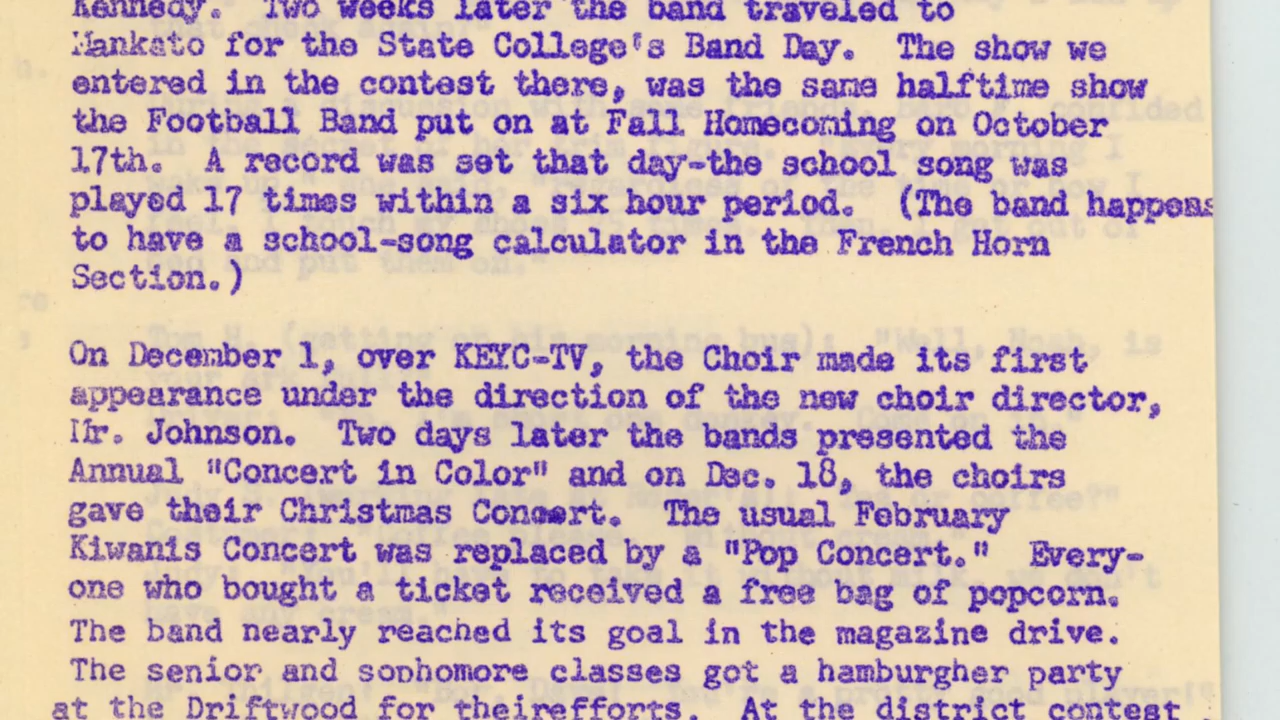 Kennedy. Two weeks later the band traveled to
Mankato for the State College's Band Day. The show we
entered in the contest there, was the same halftime show
the Football Band put on at Fall Homecoming on October
17th. A record was set that day-the school song was
played 17 times within a six hour period. (The band happens
to have a school-song calculator in the French Horn
Section.)
On December 1, over KEYC-TV, the Choir made its first
appearance under the direction of the new choir director,
Mr. Johnson. Two days later the bands presented the
Annual "Concert in Color" and on Dec. 18, the choirs
gave their Christmas Concert. The usual February
Kiwanis Concert was replaced by a "Pop Concert." Every-
one who bought a ticket received a free bag of popcorn.
The band nearly reached its goal in the magazine drive.
The senior and sophomore classes got a hamburgher party
at the Driftwood for theirefforts. At the district contest